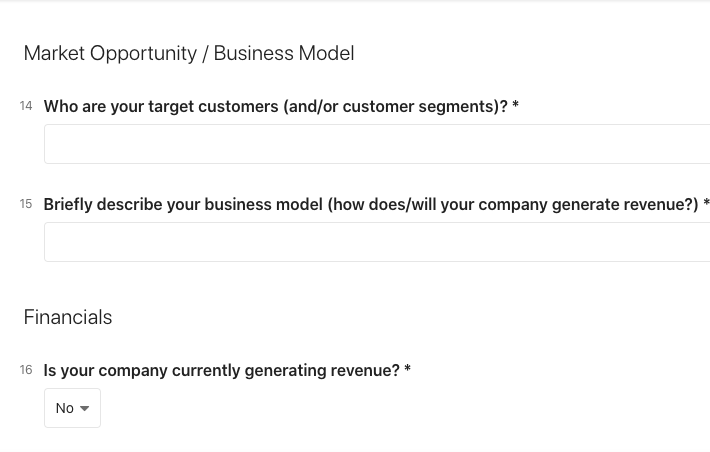 Market Opportunity / Business Model
14 Who are your target customers (and/or customer segments)? *
15 Briefly describe your business model (how does/will your company generate revenue?) *
Financials
16 Is your company currently generating revenue? *
No